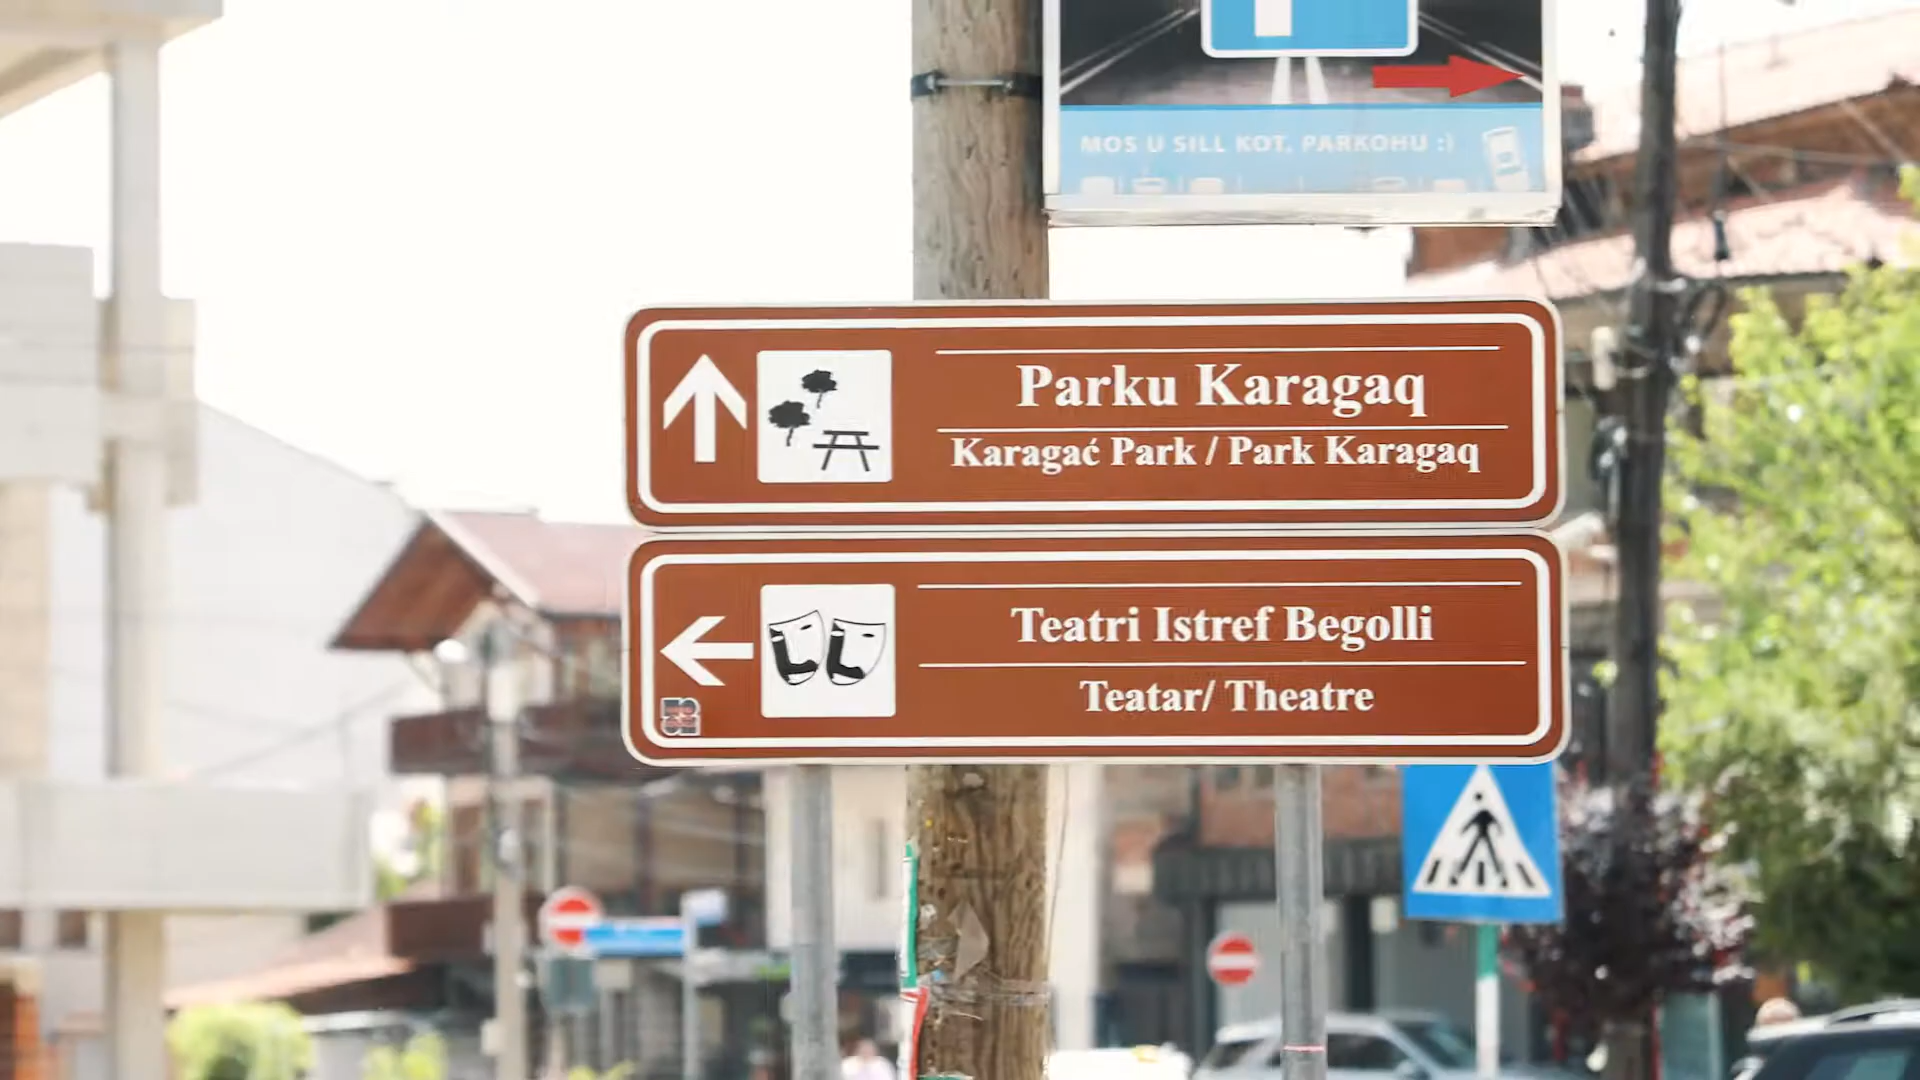 MOS U SILL KOT, PARKOHU :)
Parku Karagaq
Karagać Park / Park Karagaq
Teatri Istref Begolli
Teatar/ Theatre